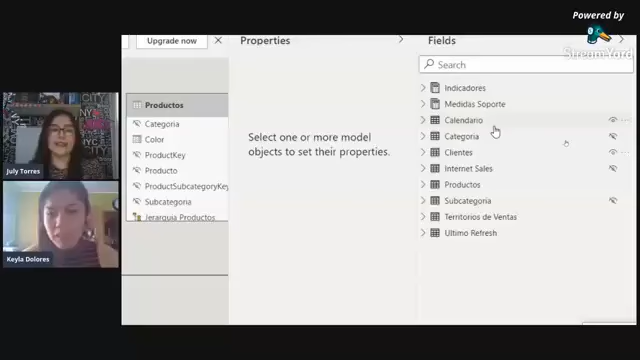 Powered by
StreamYard
Upgrade now
Properties
Fields
Search
Select one or more model
objects to set their properties.
Productos
Categoria
Color
ProductKey
Producto
ProductSubcategoryKey
Subcategoria
Jerarquia Productos
Indicadores
Medidas Soporte
Calendario
Categoria
Clientes
Internet Sales
Productos
Subcategoria
Territorios de Ventas
Ultimo Refresh
July Torres
Keyla Dolores